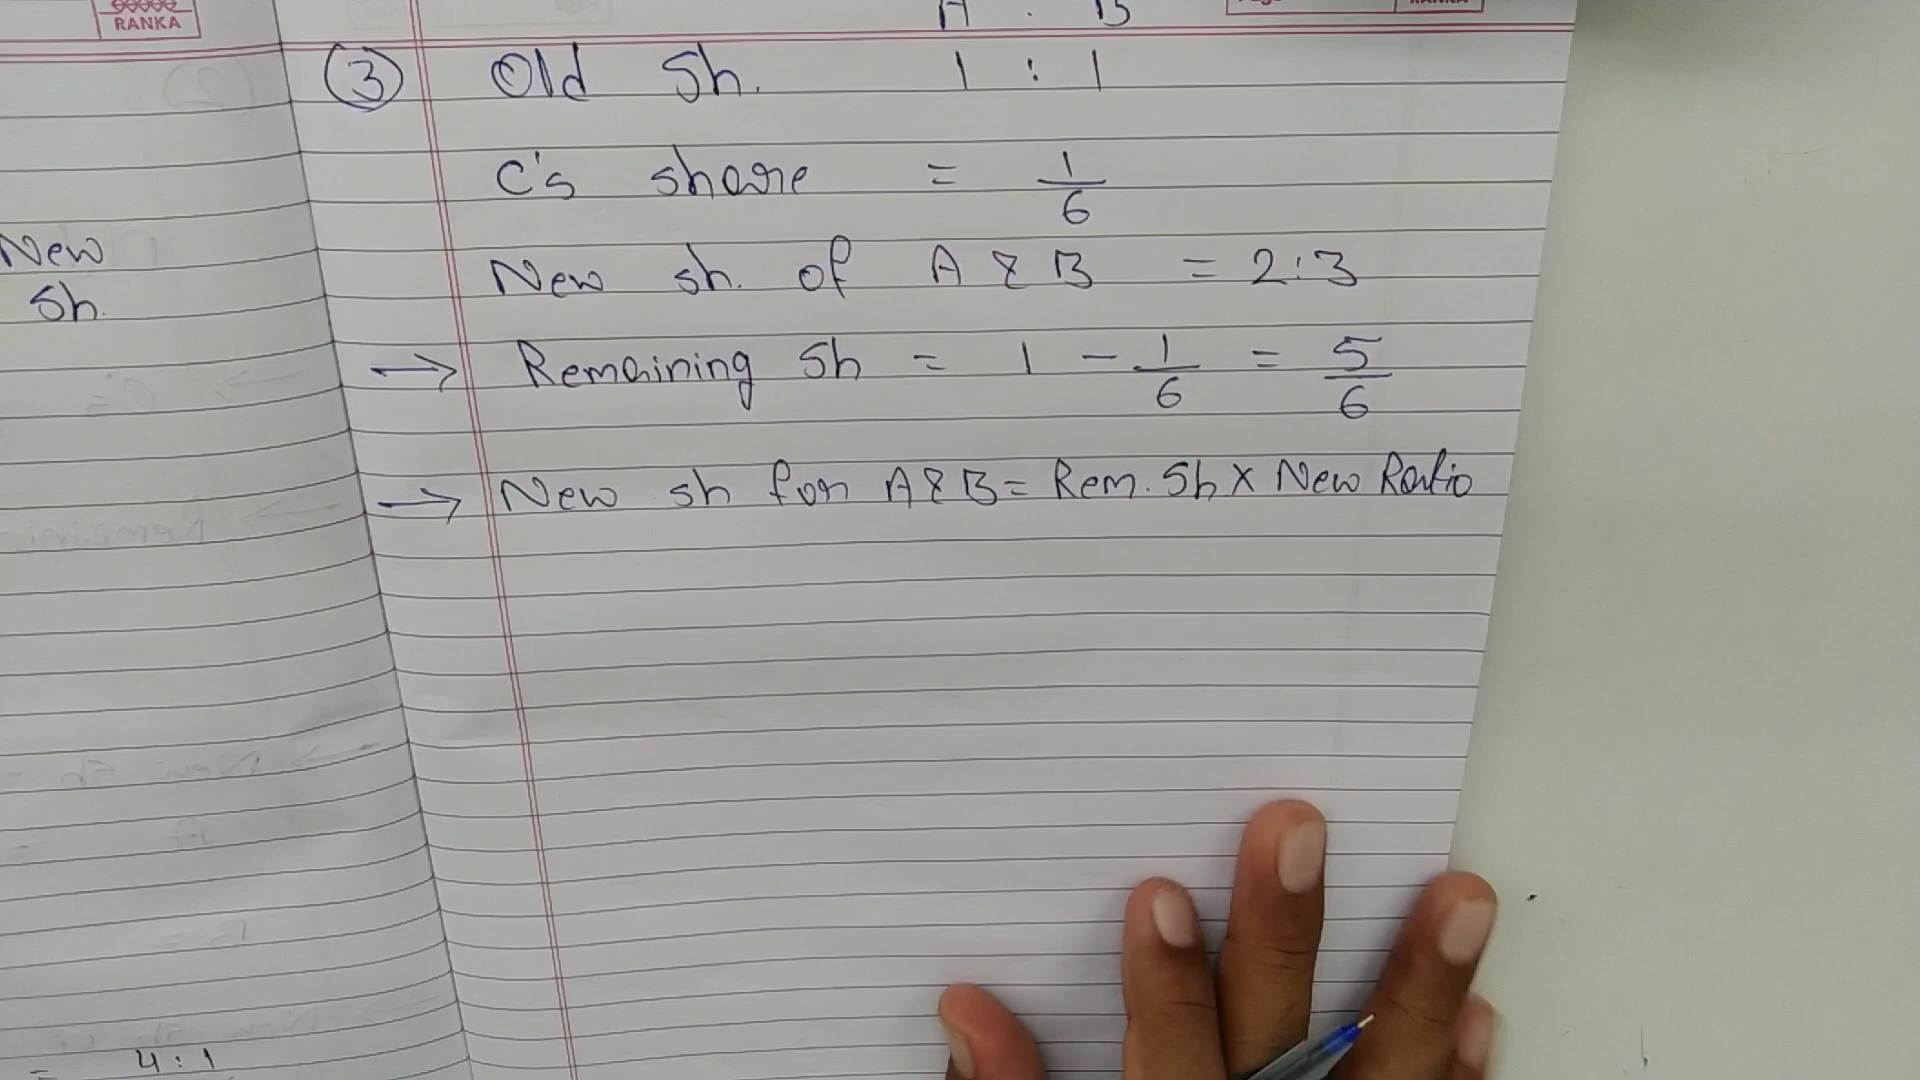 RANKA
A : B
③ Old Sh. 1 : 1
C's share = 1/6
New sh. of A & B = 2:3
→ Remaining Sh = 1 - 1/6 = 5/6
→ New sh for A & B = Rem. Sh x New Ratio
New
Sh.
= 4:1